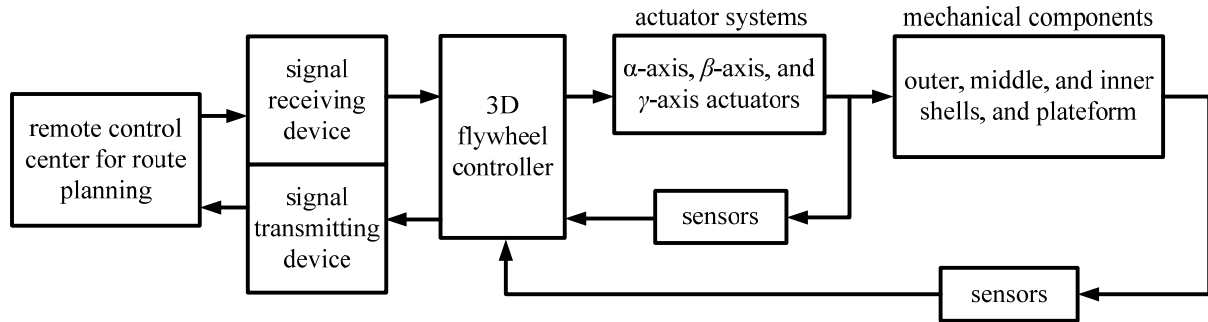 remote control
center for route
planning
signal
receiving
device
signal
transmitting
device
3D
flywheel
controller
actuator systems
α-axis, β-axis, and
γ-axis actuators
mechanical components
outer, middle, and inner
shells, and plateform
sensors
sensors